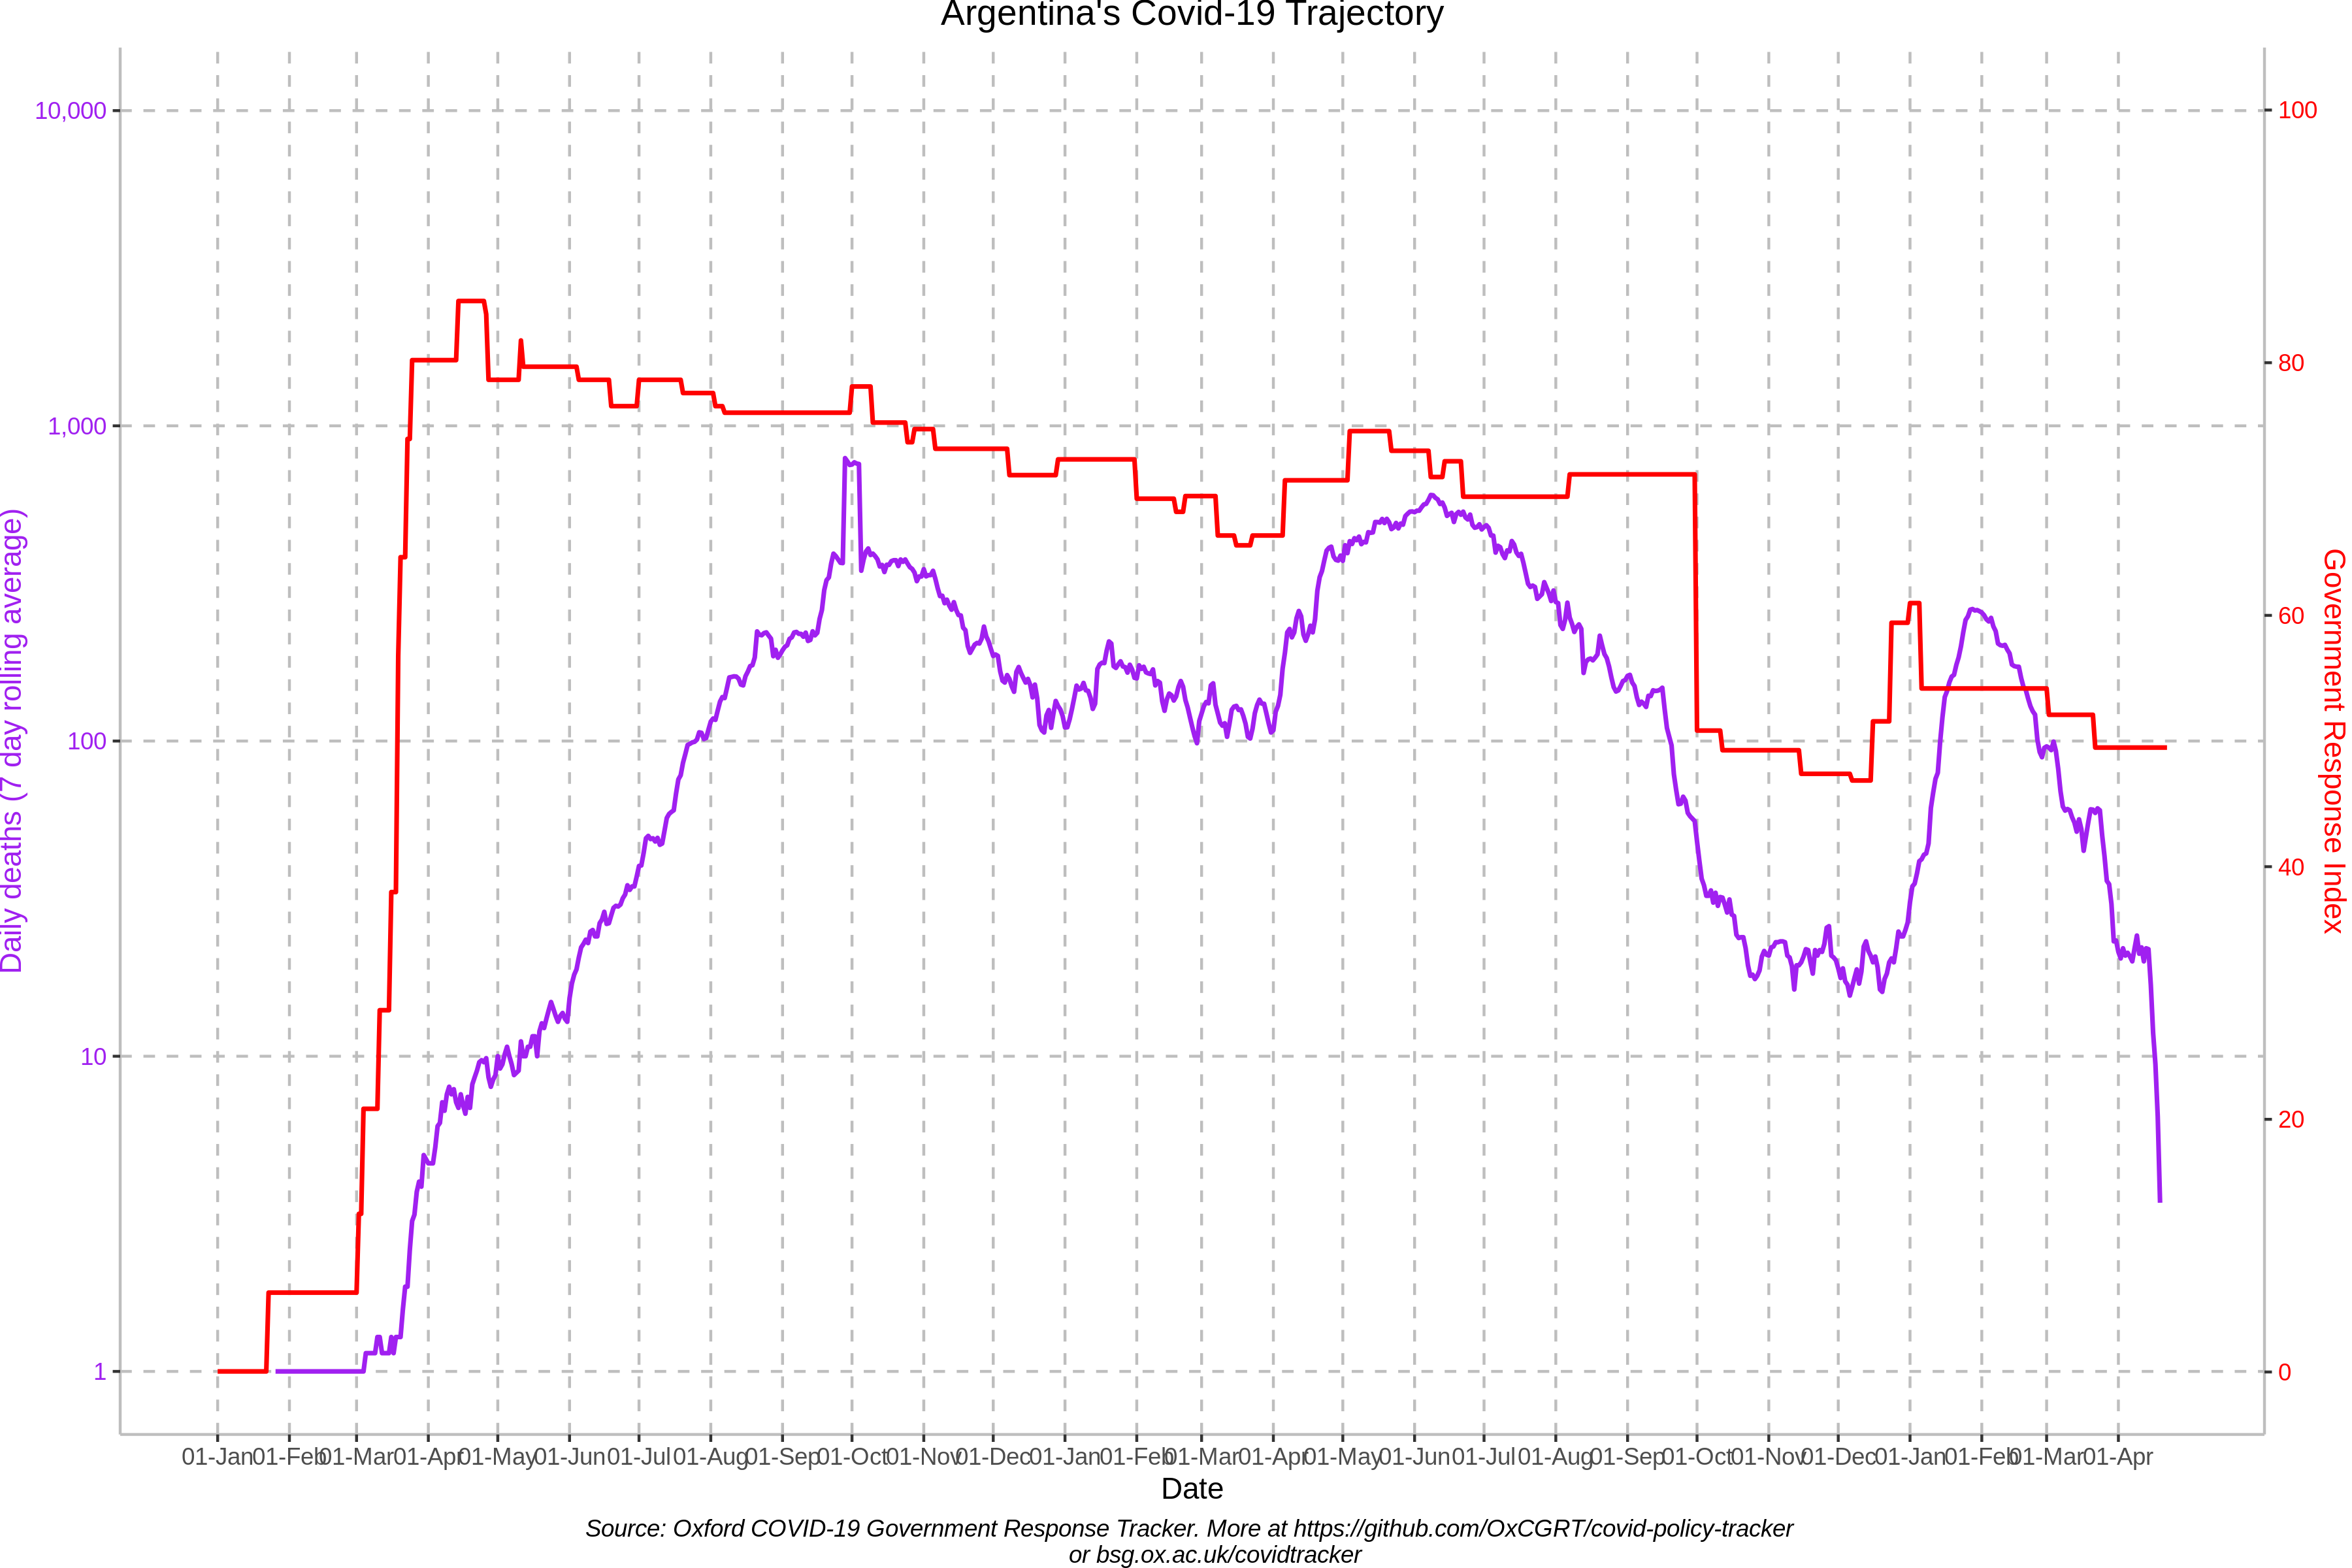 Argentina's Covid-19 Trajectory
10,000
1,000
100
10
1
Daily deaths (7 day rolling average)
100
80
60
40
20
0
Government Response Index
01-Jan 01-Feb 01-Mar 01-Apr 01-May 01-Jun 01-Jul 01-Aug 01-Sep 01-Oct 01-Nov 01-Dec 01-Jan 01-Feb 01-Mar 01-Apr 01-May 01-Jun 01-Jul 01-Aug 01-Sep 01-Oct 01-Nov 01-Dec 01-Jan 01-Feb 01-Mar 01-Apr
Date
Source: Oxford COVID-19 Government Response Tracker. More at https://github.com/OxCGRT/covid-policy-tracker
or bsg.ox.ac.uk/covidtracker